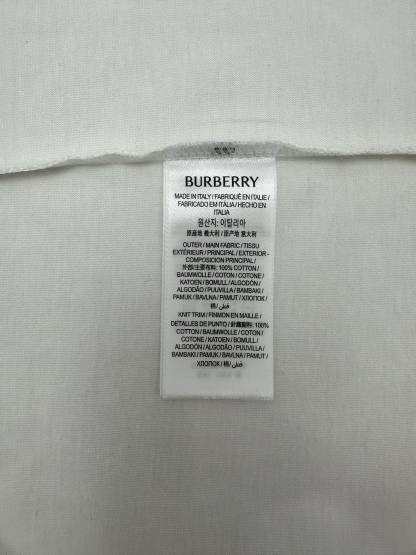 BURBERRY
MADE IN ITALY / FABRIQUÉ EN ITALIE /
FABRICADO EM ITÁLIA / HECHO EN
ITALIA
원산지: 이탈리아
原産地 義大利 / 原产地 意大利
OUTER / MAIN FABRIC / TISSU
EXTÉRIEUR / PRINCIPAL / EXTERIOR -
COMPOSICIÓN PRINCIPAL /
外部/主要布料: 100% COTTON /
BAUMWOLLE / COTON / COTONE /
KATOEN / BOMULL / ALGODÓN /
ALGODÃO / PUUVILLA / BAMBAKI /
PAMUK / BAVLNA / PAMUT / ХЛОПОК /
棉 / قطن /
KNIT TRIM / FINITION EN MAILLE /
DETALLES DE PUNTO / 針織飾料: 100%
COTTON / BAUMWOLLE / COTON /
COTONE / KATOEN / BOMULL /
ALGODÓN / ALGODÃO / PUUVILLA /
BAMBAKI / PAMUK / BAVLNA / PAMUT /
ХЛОПОК / 棉 / قطن /